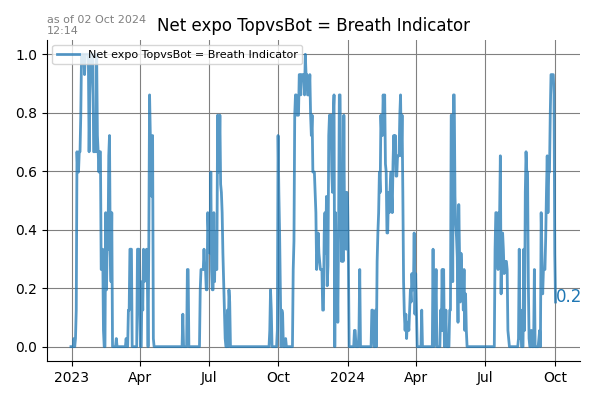 as of 02 Oct 2024
12:14
Net expo TopvsBot = Breath Indicator
Net expo TopvsBot = Breath Indicator
1.0
0.8
0.6
0.4
0.2
0.0
0.2
2023
Apr
Jul
Oct
2024
Apr
Jul
Oct